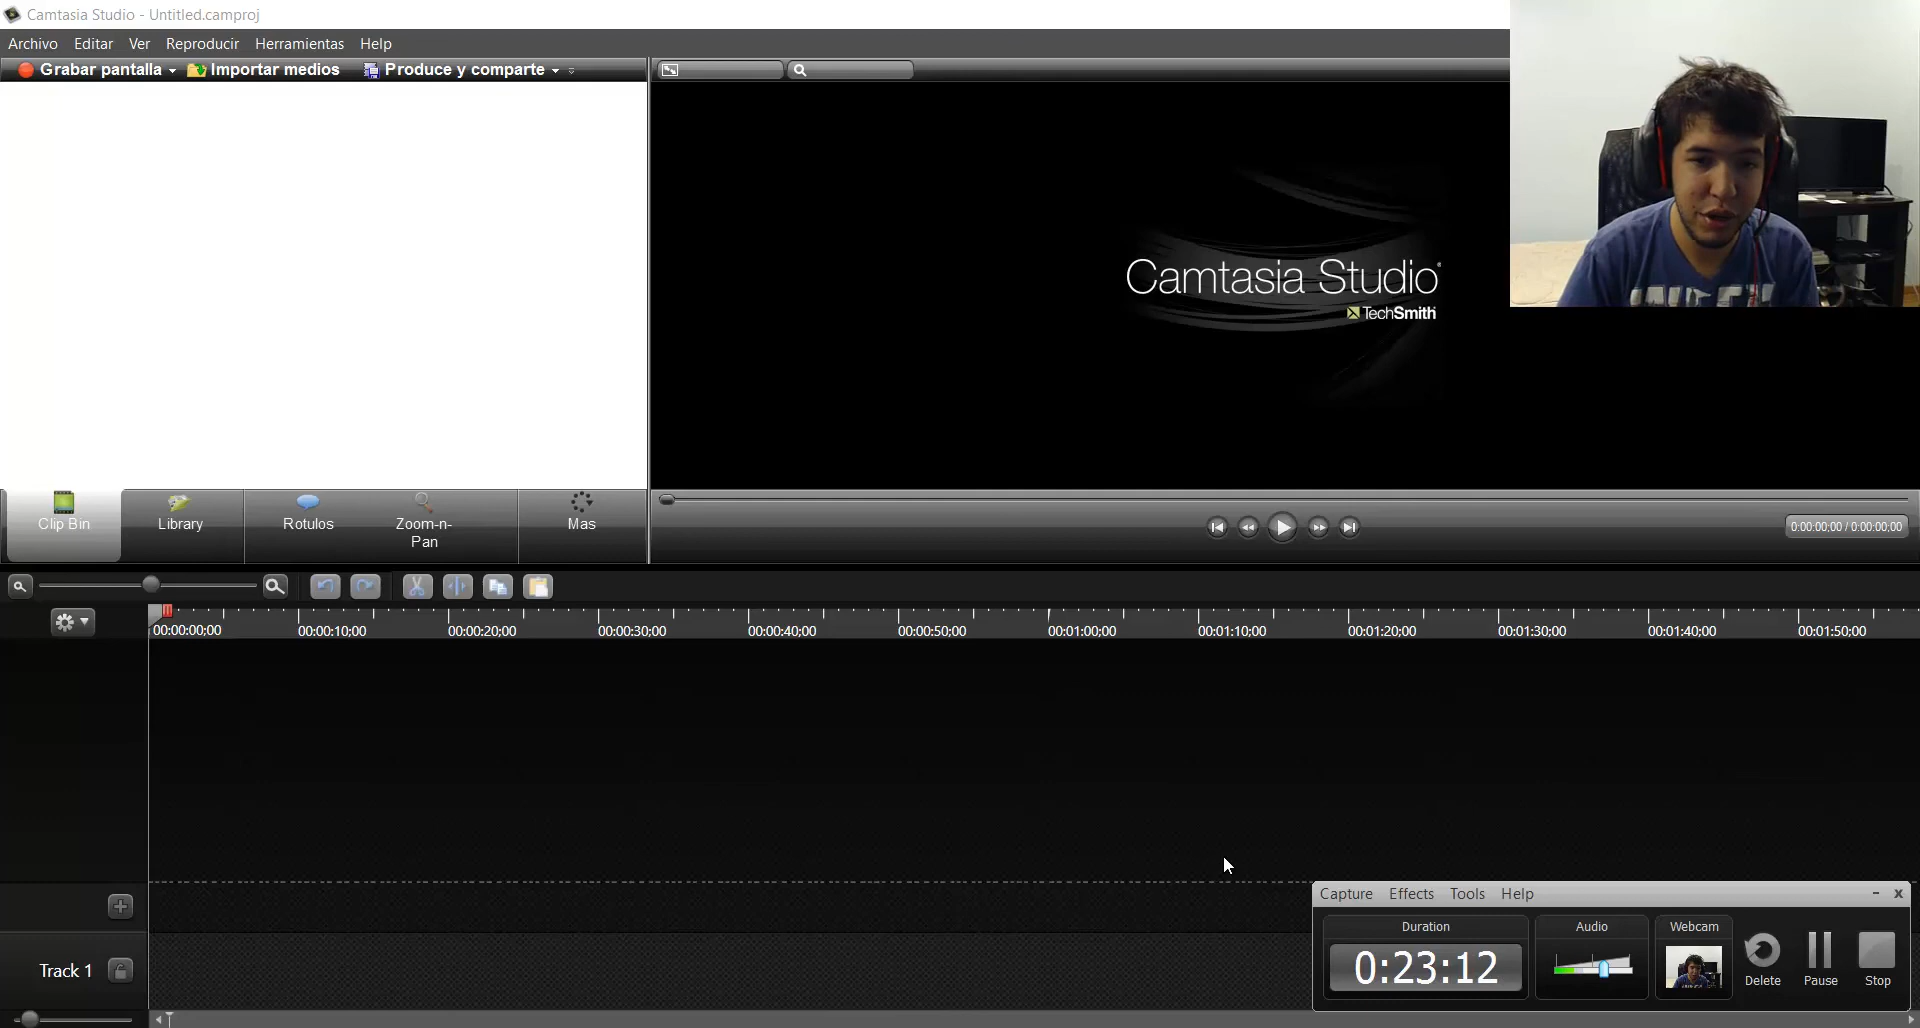 Camtasia Studio - Untitled.camproj
Archivo Editar Ver Reproducir Herramientas Help
Grabar pantalla Importar medios Produce y comparte
Camtasia Studio
TechSmith
Clip Bin Library Rotulos Zoom-n-Pan Mas
0:00:00;00 / 0:00:00;00
00:00:00;00 00:00:10;00 00:00:20;00 00:00:30;00 00:00:40;00 00:00:50;00 00:01:00;00 00:01:10;00 00:01:20;00 00:01:30;00 00:01:40;00 00:01:50;00
Capture Effects Tools Help
Duration Audio Webcam
0:23:12
Delete Pause Stop
Track 1